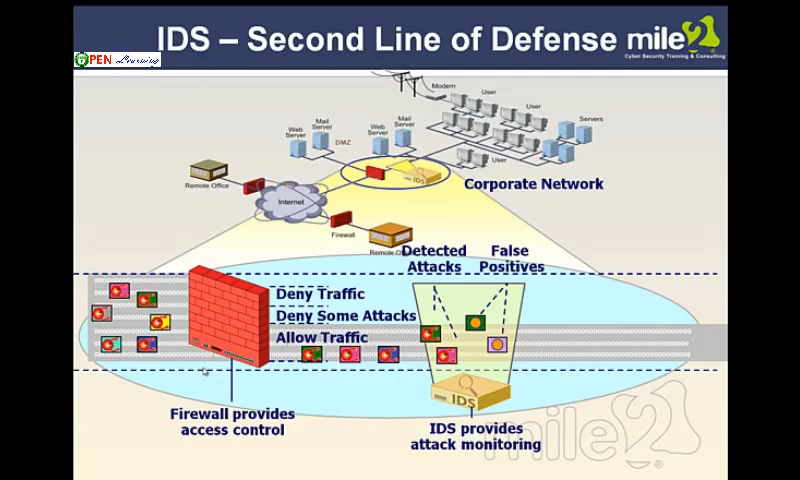 IDS – Second Line of Defense
mile2
Cyber Security Training & Consulting
OPEN Learning
Modem
User
User
Mail
Server
Mail
Server
Web
Server
Web
Server
DMZ
Servers
User
IDS
Remote Office
Corporate Network
Internet
Firewall
Detected
Attacks
False
Positives
Deny Traffic
Deny Some Attacks
Allow Traffic
IDS
Firewall provides
access control
IDS provides
attack monitoring
mile2